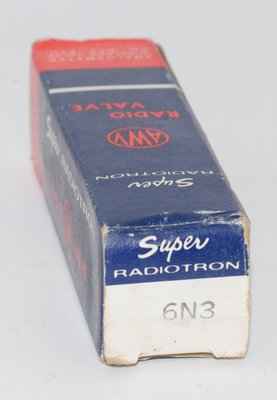 RADIO
VALVE
AWV
Super
RADIOTRON
Super
RADIOTRON
6N3